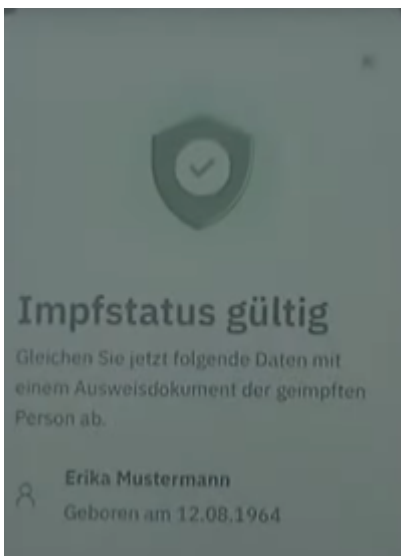 Impfstatus gültig
Gleichen Sie jetzt folgende Daten mit
einem Ausweisdokument der geimpften
Person ab.
Erika Mustermann
Geboren am 12.08.1964